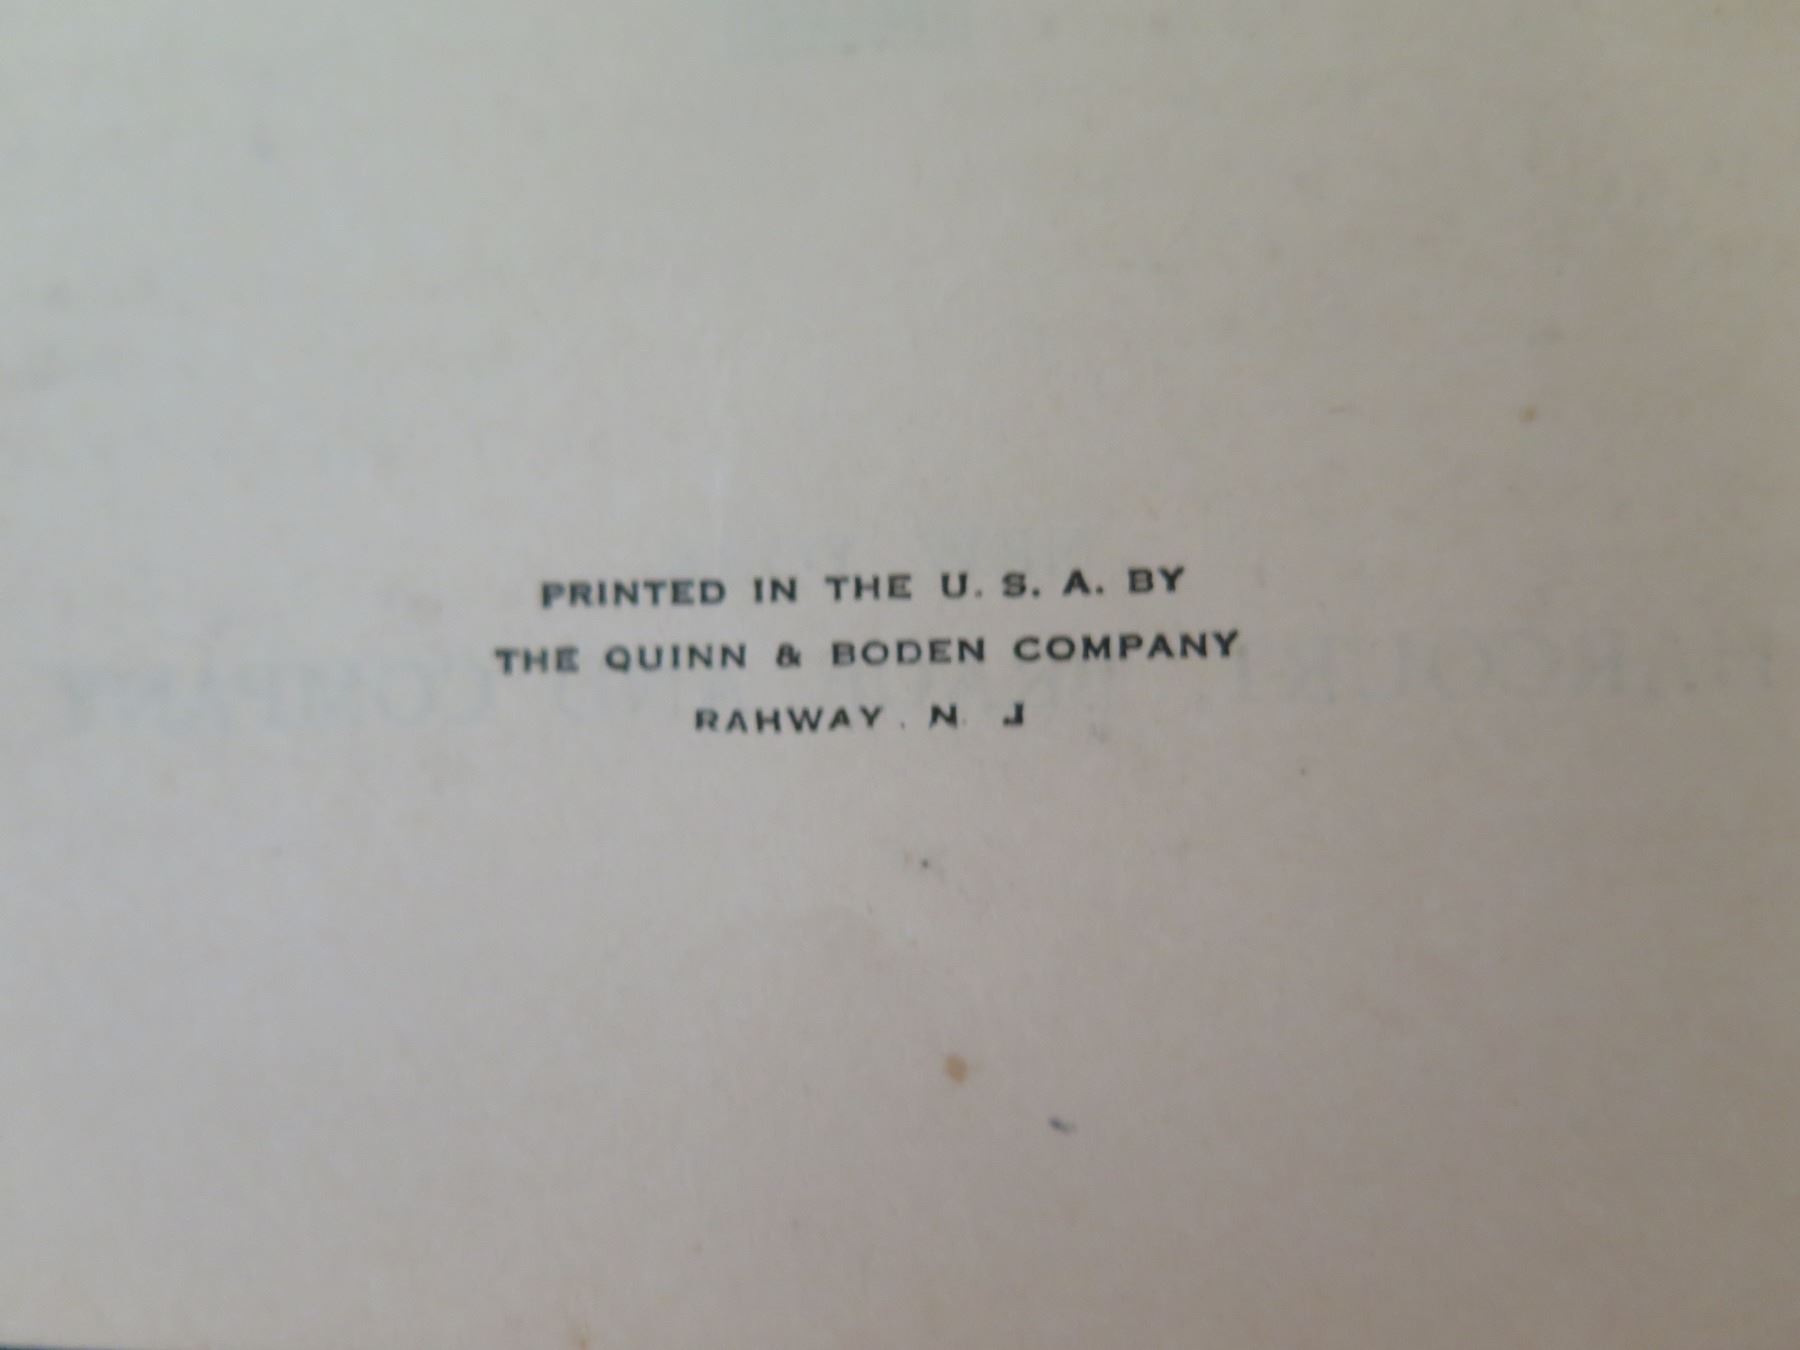 PRINTED IN THE U. S. A. BY
THE QUINN & BODEN COMPANY
RAHWAY, N J